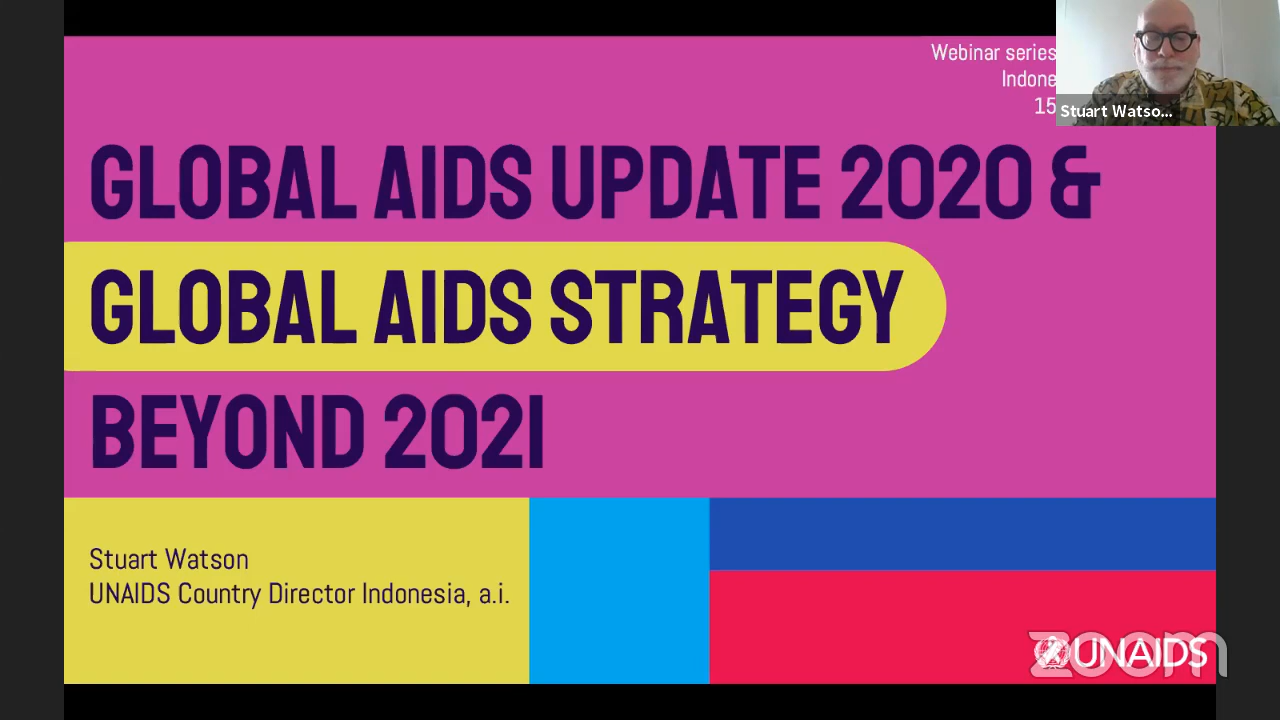 Webinar series
Indone
15
Stuart Watso...
GLOBAL AIDS UPDATE 2020 &
GLOBAL AIDS STRATEGY
BEYOND 2021
Stuart Watson
UNAIDS Country Director Indonesia, a.i.
UNAIDS
zoom